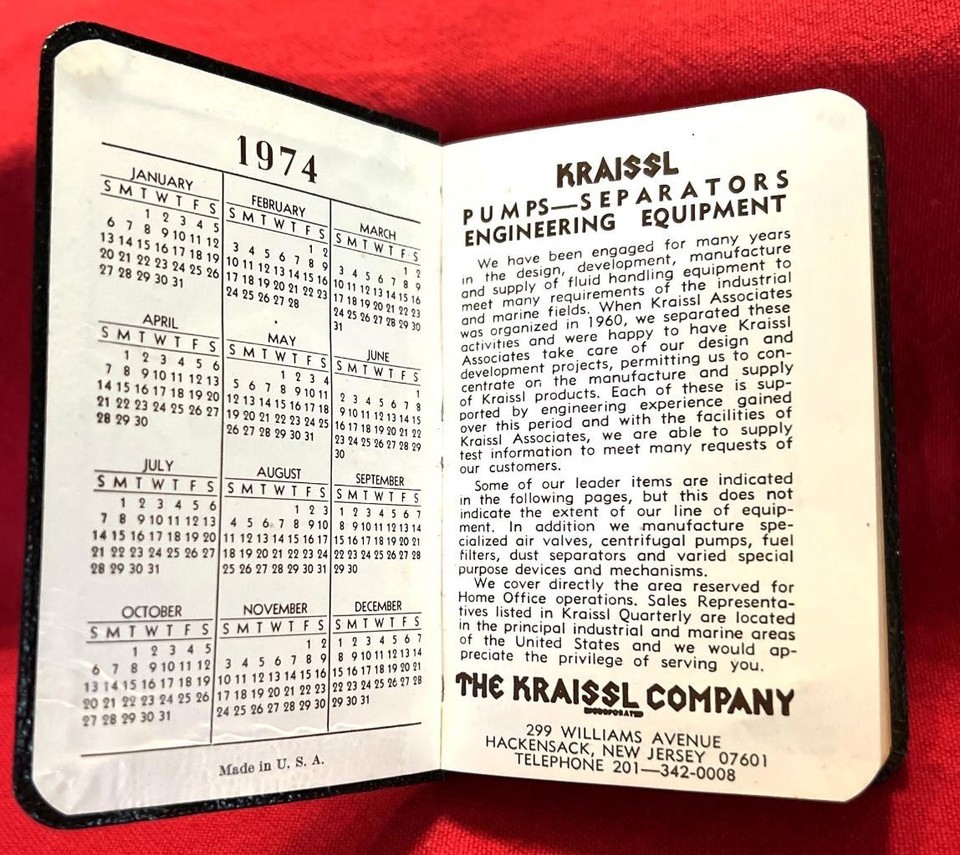 1974
JANUARY
S M T W T F S
1 2 3 4 5
6 7 8 9 10 11 12
13 14 15 16 17 18 19
20 21 22 23 24 25 26
27 28 29 30 31
FEBRUARY
S M T W T F S
1 2
3 4 5 6 7 8 9
10 11 12 13 14 15 16
17 18 19 20 21 22 23
24 25 26 27 28
MARCH
S M T W T F S
1 2
3 4 5 6 7 8 9
10 11 12 13 14 15 16
17 18 19 20 21 22 23
24 25 26 27 28 29 30
31
APRIL
S M T W T F S
1 2 3 4 5 6
7 8 9 10 11 12 13
14 15 16 17 18 19 20
21 22 23 24 25 26 27
28 29 30
MAY
S M T W T F S
1 2 3 4
5 6 7 8 9 10 11
12 13 14 15 16 17 18
19 20 21 22 23 24 25
26 27 28 29 30 31
JUNE
S M T W T F S
1
2 3 4 5 6 7 8
9 10 11 12 13 14 15
16 17 18 19 20 21 22
23 24 25 26 27 28 29
30
JULY
S M T W T F S
1 2 3 4 5 6
7 8 9 10 11 12 13
14 15 16 17 18 19 20
21 22 23 24 25 26 27
28 29 30 31
AUGUST
S M T W T F S
1 2 3
4 5 6 7 8 9 10
11 12 13 14 15 16 17
18 19 20 21 22 23 24
25 26 27 28 29 30 31
SEPTEMBER
S M T W T F S
1 2 3 4 5 6 7
8 9 10 11 12 13 14
15 16 17 18 19 20 21
22 23 24 25 26 27 28
29 30
OCTOBER
S M T W T F S
1 2 3 4 5
6 7 8 9 10 11 12
13 14 15 16 17 18 19
20 21 22 23 24 25 26
27 28 29 30 31
NOVEMBER
S M T W T F S
1 2
3 4 5 6 7 8 9
10 11 12 13 14 15 16
17 18 19 20 21 22 23
24 25 26 27 28 29 30
DECEMBER
S M T W T F S
1 2 3 4 5 6 7
8 9 10 11 12 13 14
15 16 17 18 19 20 21
22 23 24 25 26 27 28
29 30 31
Made in U. S. A.
KRAISSL
PUMPS—SEPARATORS
ENGINEERING EQUIPMENT
We have been engaged for many years
in the design, development, manufacture
and supply of fluid handling equipment to
meet many requirements of the industrial
and marine fields. When Kraissl Associates
was organized in 1960, we separated these
activities and were happy to have Kraissl
Associates take care of our design and
development projects, permitting us to con-
centrate on the manufacture and supply
of Kraissl products. Each of these is sup-
ported by engineering experience gained
over this period and with the facilities of
Kraissl Associates, we are able to supply
test information to meet many requests of
our customers.
Some of our leader items are indicated
in the following pages, but this does not
indicate the extent of our line of equip-
ment. In addition we manufacture spe-
cialized air valves, centrifugal pumps, fuel
filters, dust separators and varied special
purpose devices and mechanisms.
We cover directly the area reserved for
Home Office operations. Sales Representa-
tives listed in Kraissl Quarterly are located
in the principal industrial and marine areas
of the United States and we would ap-
preciate the privilege of serving you.
THE KRAISSL COMPANY
INCORPORATED
299 WILLIAMS AVENUE
HACKENSACK, NEW JERSEY 07601
TELEPHONE 201—342-0008